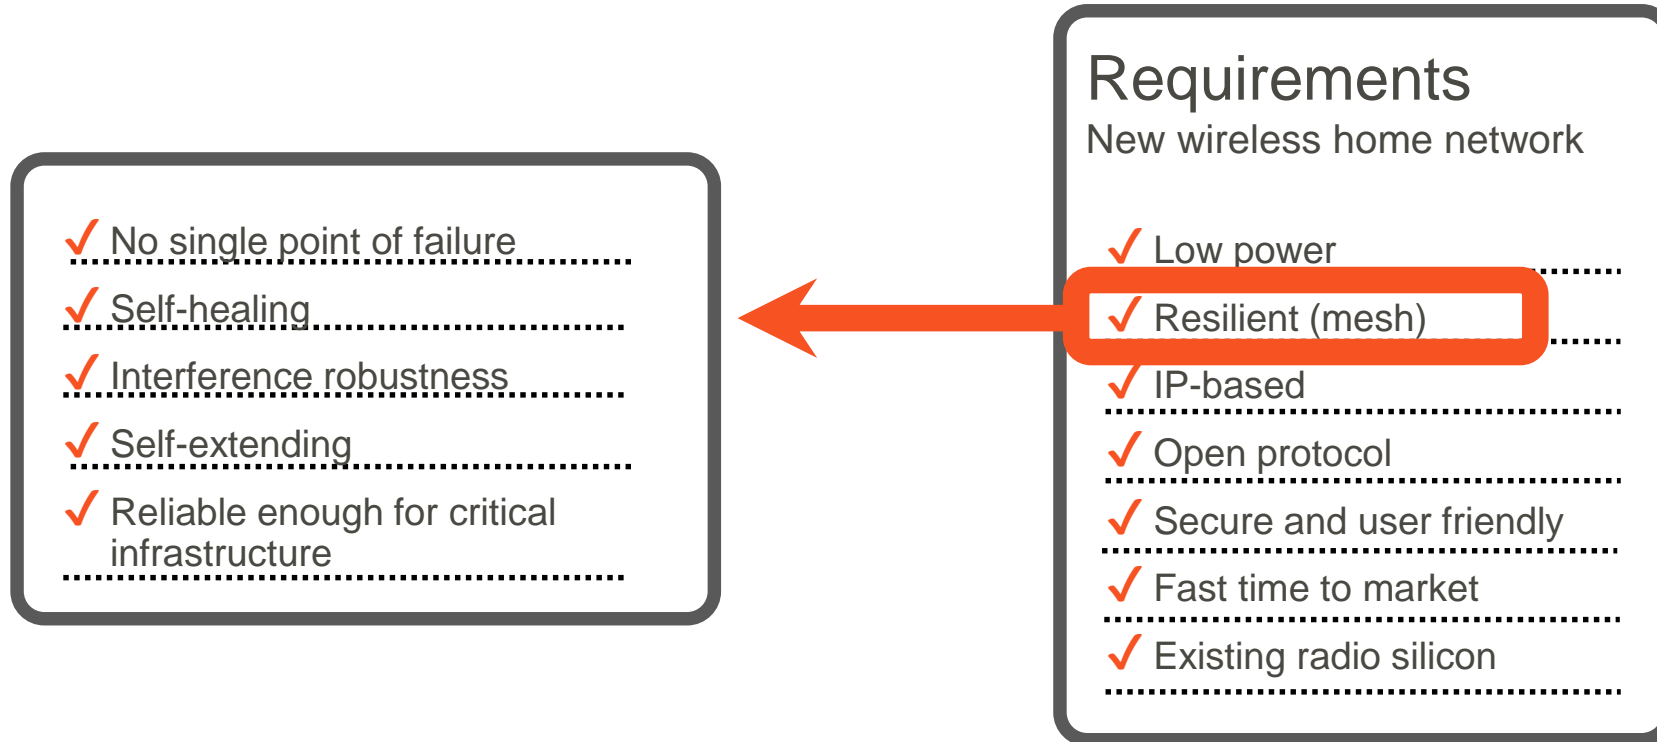 No single point of failure
Self-healing
Interference robustness
Self-extending
Reliable enough for critical
infrastructure
Requirements
New wireless home network
Low power
Resilient (mesh)
IP-based
Open protocol
Secure and user friendly
Fast time to market
Existing radio silicon